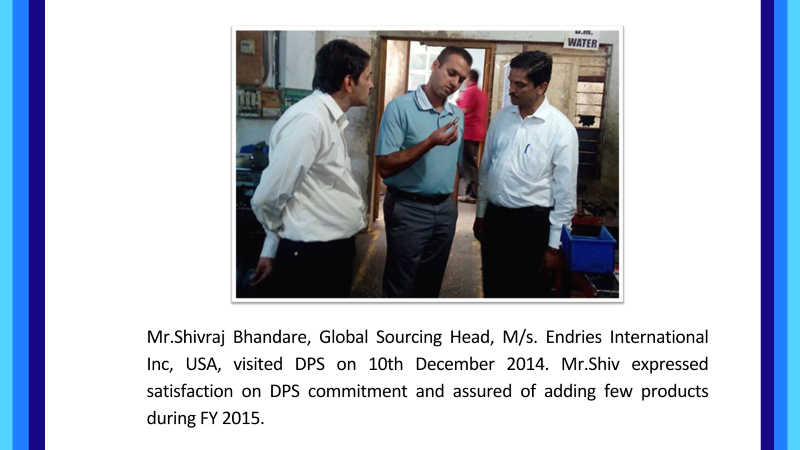 D.M.
WATER
Mr.Shivraj Bhandare, Global Sourcing Head, M/s. Endries International
Inc, USA, visited DPS on 10th December 2014. Mr.Shiv expressed
satisfaction on DPS commitment and assured of adding few products
during FY 2015.